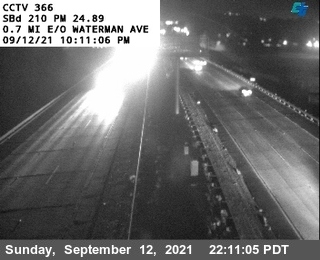 CCTV 366
SBd 210 PM 24.89
0.7 MI E/O WATERMAN AVE
09/12/21 10:11:06 PM
Sunday, September 12, 2021 22:11:05 PDT